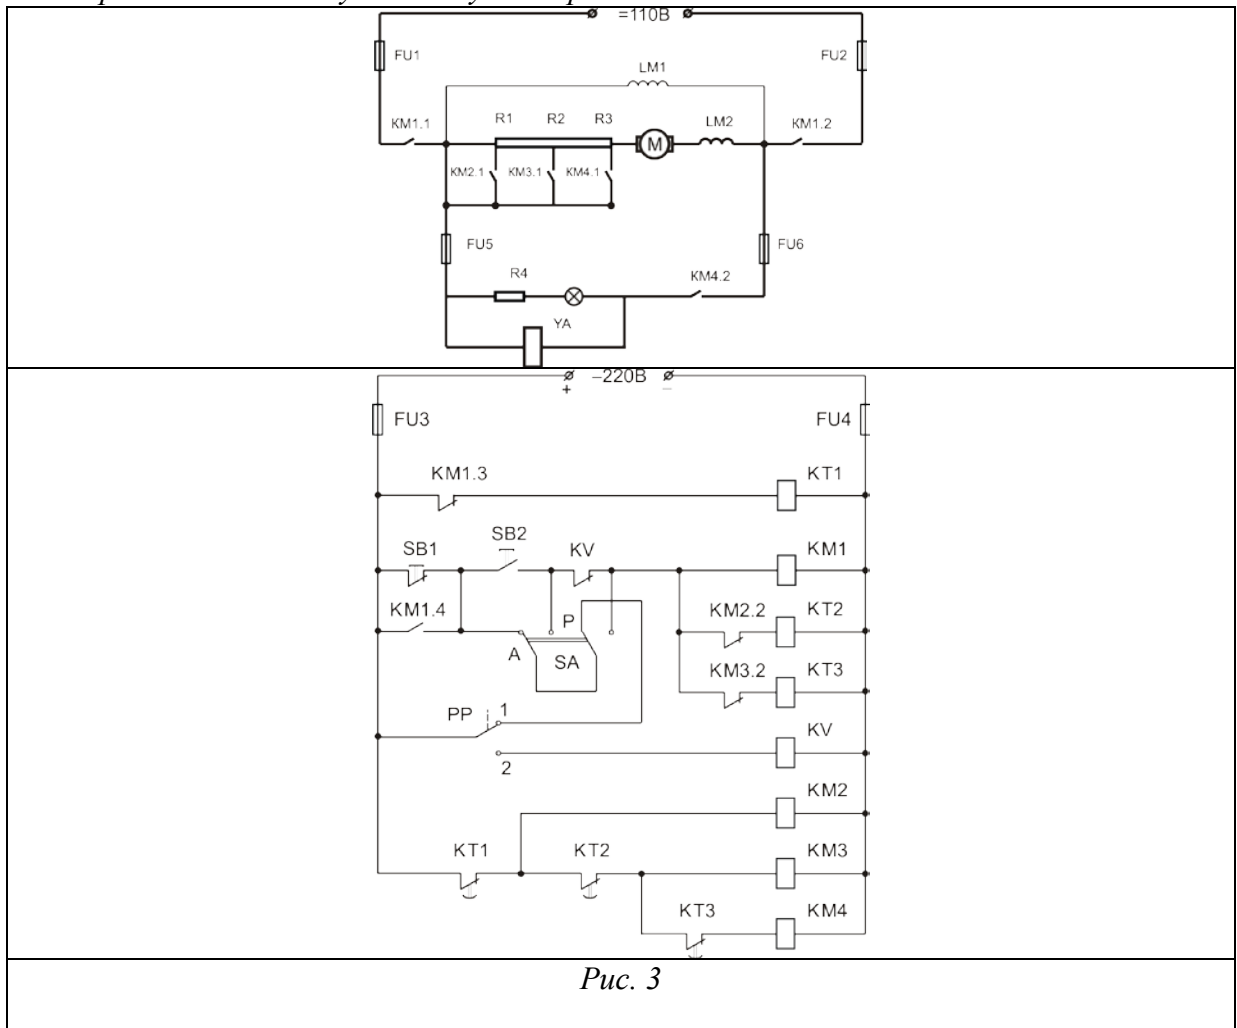 =110В
FU1
FU2
LM1
KM1.1
R1 R2 R3
LM2
KM1.2
M
KM2.1 KM3.1 KM4.1
FU5
FU6
R4
KM4.2
YA
–220В
+ –
FU3
FU4
KM1.3
KT1
SB1
SB2
KV
KM1
KM1.4
P
KM2.2
KT2
A
SA
KM3.2
KT3
PP
1
KV
2
KM2
KT1
KT2
KM3
KT3
KM4
Рис. 3